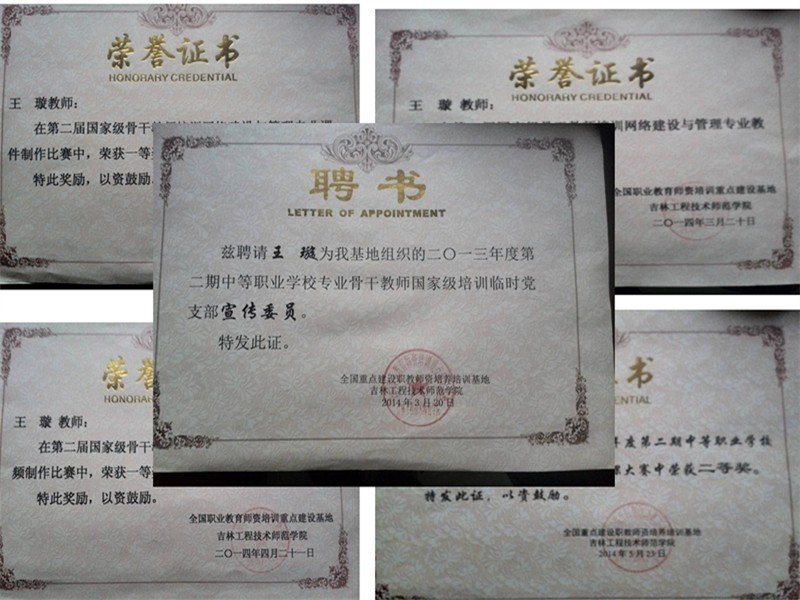 荣誉证书
HONORARY CREDENTIAL
王 璇教师:
在第二届国家级骨干
件制作比赛中，荣获一等
特此奖励，以资鼓励。
荣誉证书
HONORARY CREDENTIAL
王 璇 教师:
培训网络建设与管理专业教
全国职业教育师资培训重点建设基地
吉林工程技术师范学院
二〇一四年三月二十日
聘书
LETTER OF APPOINTMENT
兹聘请王 璇为我基地组织的二〇一三年度第
二期中等职业学校专业骨干教师国家级培训临时党
支部宣传委员。
特发此证。
全国重点建设职教师资培养培训基地
吉林工程技术师范学院
2014年3月20日
荣誉
HONOR
王 璇 教师:
在第二届国家级骨干
频制作比赛中，荣获一等
特此奖励，以资鼓励。
全国职业教育师资培训重点建设基地
吉林工程技术师范学院
二〇一四年四月二十一日
证书
ENTIAL
年度第二期中等职业学校
大赛中荣获二等奖。
特发此证，以资鼓励。
全国重点建设职教师资培养培训基地
吉林工程技术师范学院
2014年5月23日